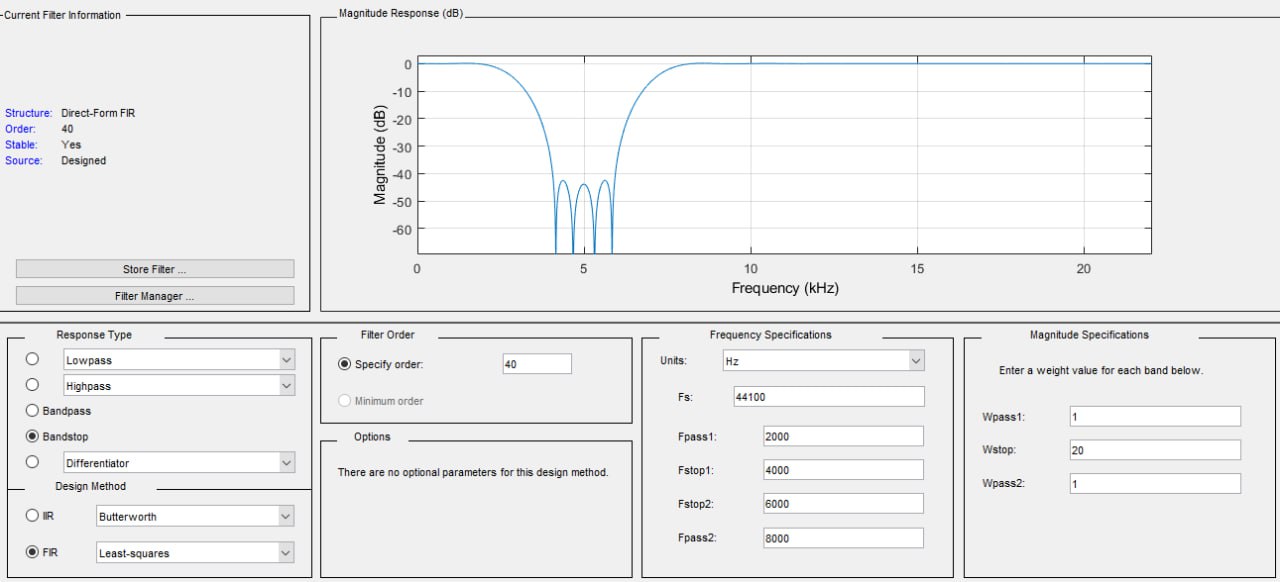 Current Filter Information
Structure: Direct-Form FIR
Order: 40
Stable: Yes
Source: Designed
Store Filter ...
Filter Manager ...
Magnitude Response (dB)
0
-10
-20
-30
-40
-50
-60
Magnitude (dB)
0 5 10 15 20
Frequency (kHz)
Response Type
Lowpass
Highpass
Bandpass
Bandstop
Differentiator
Design Method
IIR Butterworth
FIR Least-squares
Filter Order
Specify order: 40
Minimum order
Options
There are no optional parameters for this design method.
Frequency Specifications
Units: Hz
Fs: 44100
Fpass1: 2000
Fstop1: 4000
Fstop2: 6000
Fpass2: 8000
Magnitude Specifications
Enter a weight value for each band below.
Wpass1: 1
Wstop: 20
Wpass2: 1